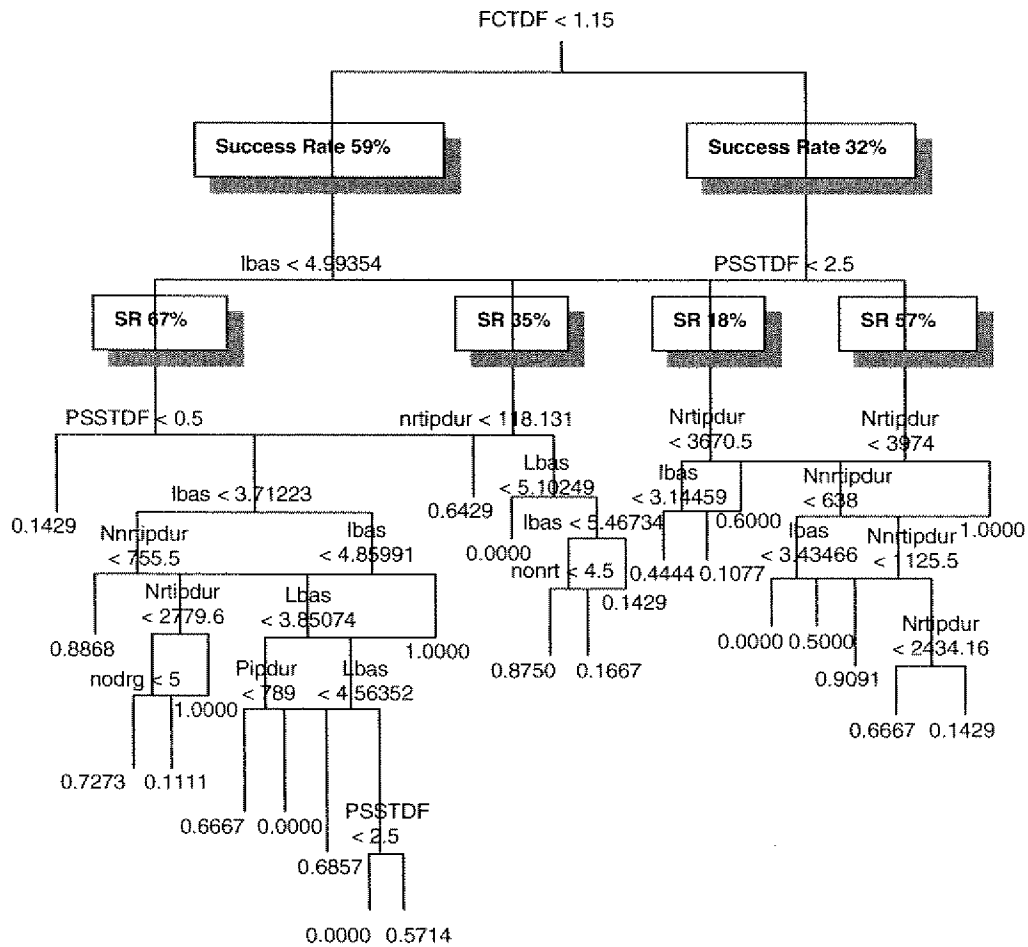 FCTDF < 1.15
Success Rate 59%
Success Rate 32%
lbas < 4.99354
PSSTDF < 2.5
SR 67%
SR 35%
SR 18%
SR 57%
PSSTDF < 0.5
nrtipdur < 118.131
Nrtipdur
< 3670.5
Nrtipdur
< 3974
0.1429
lbas < 3.71223
0.6429
Lbas
< 5.10249
lbas
< 3.14459
0.6000
Nnrtipdur
< 638
1.0000
Nnrtipdur
< 755.5
lbas
< 4.85991
0.0000
lbas < 5.46734
nonrt < 4.5
0.1429
0.4444
0.1077
lbas
< 3.43466
Nnrtipdur
< 1125.5
0.8868
Nrtipdur
< 2779.6
Lbas
< 3.85074
1.0000
0.8750
0.1667
0.0000
0.5000
0.9091
Nrtipdur
< 2434.16
nodrg < 5
1.0000
Pipdur
< 789
Lbas
< 4.56352
0.6667
0.1429
0.7273
0.1111
0.6667
0.0000
0.6857
PSSTDF
< 2.5
0.0000
0.5714